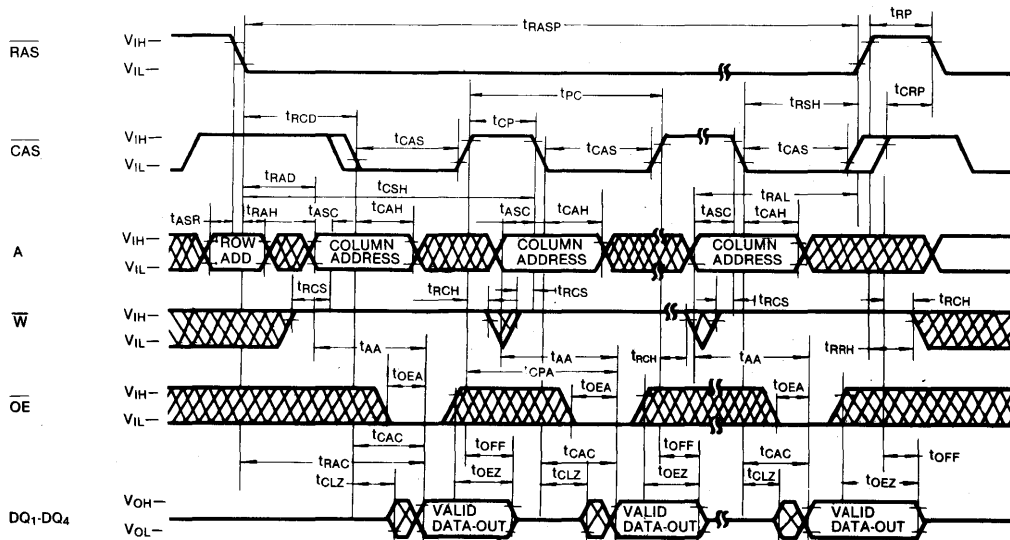 tRASP tRP
RAS VIH
VIL
tPC tRSH tCRP
tRCD tCP
CAS VIH tCAS tCAS tCAS
VIL
tRAD tCSH tRAL
tASR tRAH tASC tCAH tASC tCAH tASC tCAH
A VIH ROW ADD COLUMN ADDRESS COLUMN ADDRESS COLUMN ADDRESS
VIL
tRCS tRCH tRCS tRCS tRCH
W VIH
VIL
tAA tAA tRCH tAA tRRH
tOEA tCPA tOEA tOEA
OE VIH
VIL
tCAC tOFF tCAC tOFF tCAC tOFF
tRAC tCLZ tOEZ tCLZ tOEZ tCLZ tOEZ
DQ1-DQ4 VOH VALID DATA-OUT VALID DATA-OUT VALID DATA-OUT
VOL